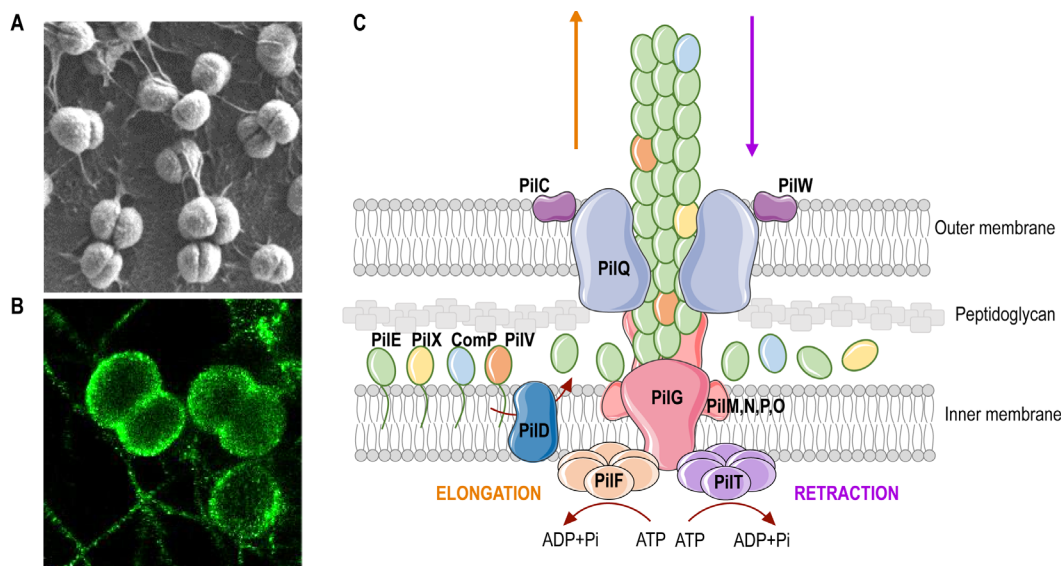 A
B
C
PilC
PilW
Outer membrane
PilQ
Peptidoglycan
PilE PilX ComP PilV
PilG
PilM,N,P,O
Inner membrane
PilD
ELONGATION
PilF
PilT
RETRACTION
ADP+Pi
ATP ATP
ADP+Pi